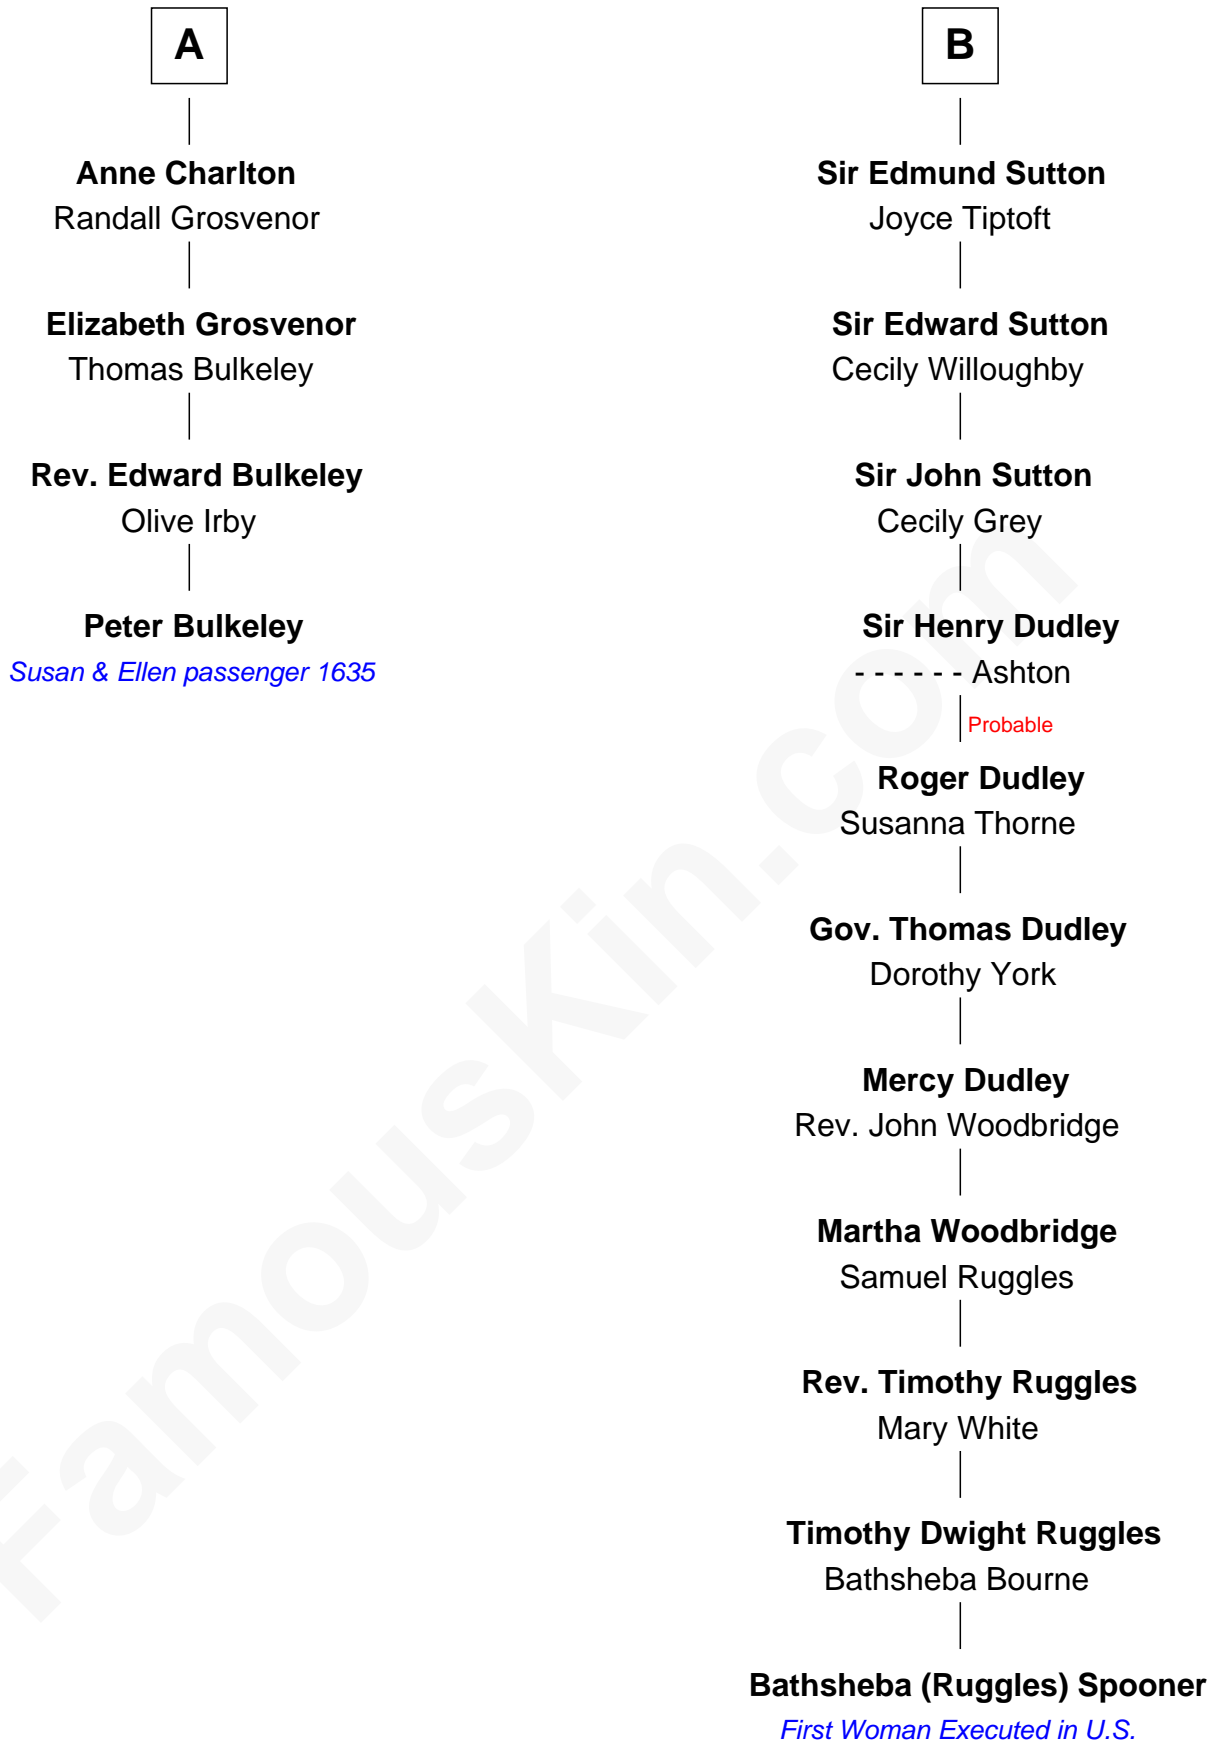 A
Anne Charlton
Randall Grosvenor
Elizabeth Grosvenor
Thomas Bulkeley
Rev. Edward Bulkeley
Olive Irby
Peter Bulkeley
Susan & Ellen passenger 1635
B
Sir Edmund Sutton
Joyce Tiptoft
Sir Edward Sutton
Cecily Willoughby
Sir John Sutton
Cecily Grey
Sir Henry Dudley
- - - - - - Ashton
Probable
Roger Dudley
Susanna Thorne
Gov. Thomas Dudley
Dorothy York
Mercy Dudley
Rev. John Woodbridge
Martha Woodbridge
Samuel Ruggles
Rev. Timothy Ruggles
Mary White
Timothy Dwight Ruggles
Bathsheba Bourne
Bathsheba (Ruggles) Spooner
First Woman Executed in U.S.
FamousKin.com